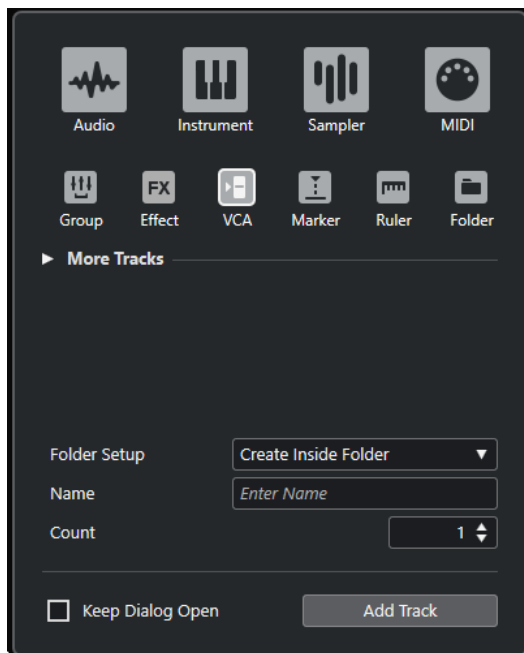 Audio Instrument Sampler MIDI
FX
Group Effect VCA Marker Ruler Folder
More Tracks
Folder Setup Create Inside Folder
Name Enter Name
Count 1
Keep Dialog Open Add Track